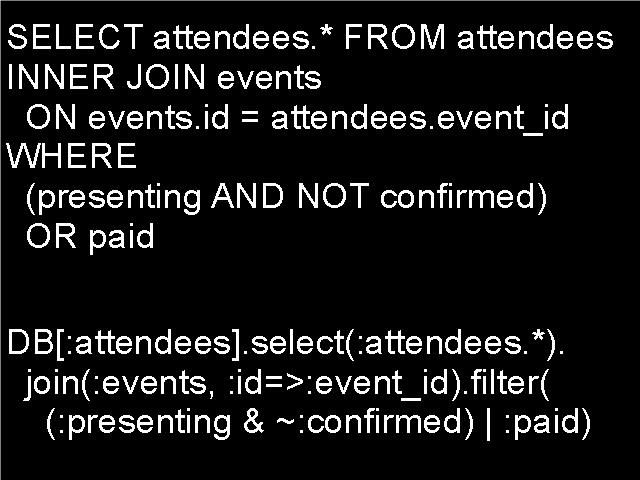 SELECT attendees.* FROM attendees
INNER JOIN events
ON events.id = attendees.event_id
WHERE
(presenting AND NOT confirmed)
OR paid
DB[:attendees].select(:attendees.*).
join(:events, :id=>:event_id).filter(
(:presenting & ~:confirmed) | :paid)